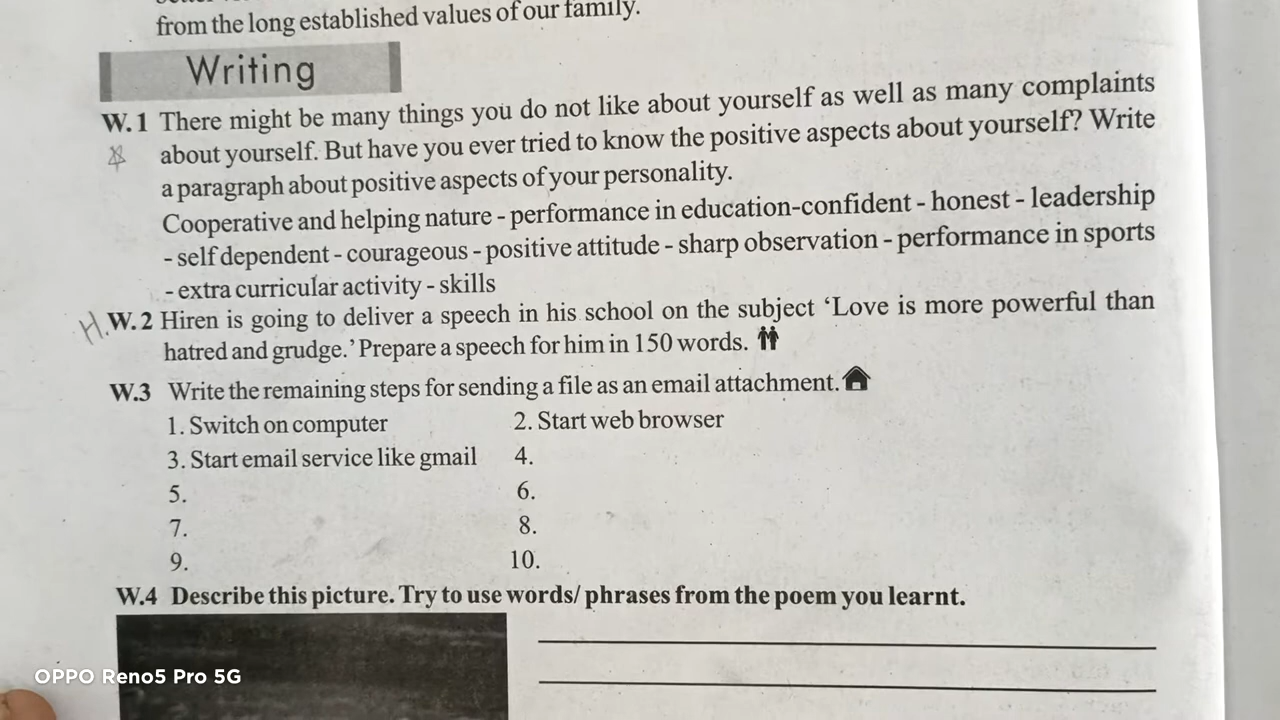 from the long established values of our family.
Writing
W.1 There might be many things you do not like about yourself as well as many complaints
about yourself. But have you ever tried to know the positive aspects about yourself? Write
a paragraph about positive aspects of your personality.
Cooperative and helping nature - performance in education-confident - honest - leadership
- self dependent - courageous - positive attitude - sharp observation - performance in sports
- extra curricular activity - skills
H. W.2 Hiren is going to deliver a speech in his school on the subject ‘Love is more powerful than
hatred and grudge.’ Prepare a speech for him in 150 words.
W.3 Write the remaining steps for sending a file as an email attachment.
1. Switch on computer 2. Start web browser
3. Start email service like gmail 4.
5. 6.
7. 8.
9. 10.
W.4 Describe this picture. Try to use words/ phrases from the poem you learnt.
OPPO Reno5 Pro 5G